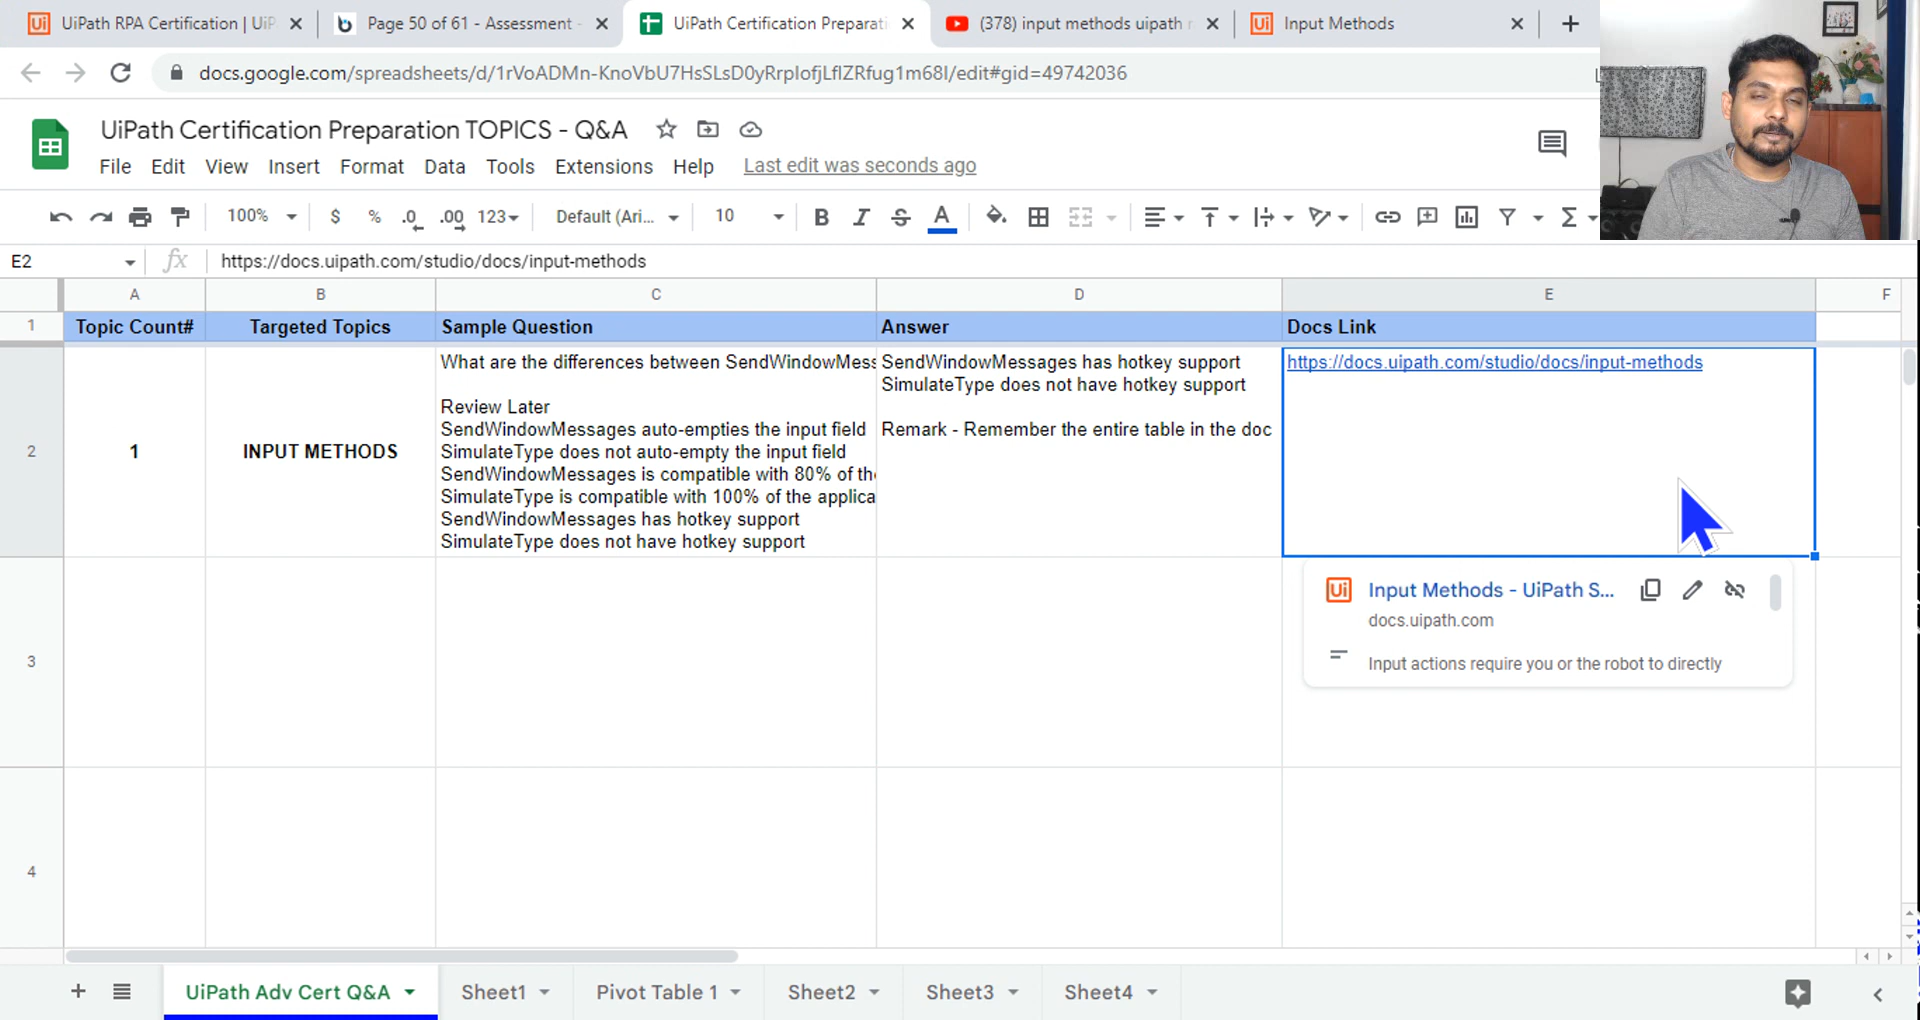 UiPath RPA Certification | UiP
Page 50 of 61 - Assessment -
UiPath Certification Preparati
(378) input methods uipath r
Input Methods
docs.google.com/spreadsheets/d/1rVoADMn-KnoVbU7HsSLsD0yRrpIofjLfIZRfug1m68I/edit#gid=49742036
UiPath Certification Preparation TOPICS - Q&A
File Edit View Insert Format Data Tools Extensions Help Last edit was seconds ago
100% $ % .0 .00 123 Default (Ari... 10 B I S A Σ
E2 fx https://docs.uipath.com/studio/docs/input-methods
A B C D E F
1 Topic Count# Targeted Topics Sample Question Answer Docs Link
2
1
INPUT METHODS
What are the differences between SendWindowMess
Review Later
SendWindowMessages auto-empties the input field
SimulateType does not auto-empty the input field
SendWindowMessages is compatible with 80% of the
SimulateType is compatible with 100% of the applica
SendWindowMessages has hotkey support
SimulateType does not have hotkey support
SendWindowMessages has hotkey support
SimulateType does not have hotkey support
Remark - Remember the entire table in the doc
https://docs.uipath.com/studio/docs/input-methods
Ui Input Methods - UiPath S...
docs.uipath.com
Input actions require you or the robot to directly
3
4
UiPath Adv Cert Q&A Sheet1 Pivot Table 1 Sheet2 Sheet3 Sheet4